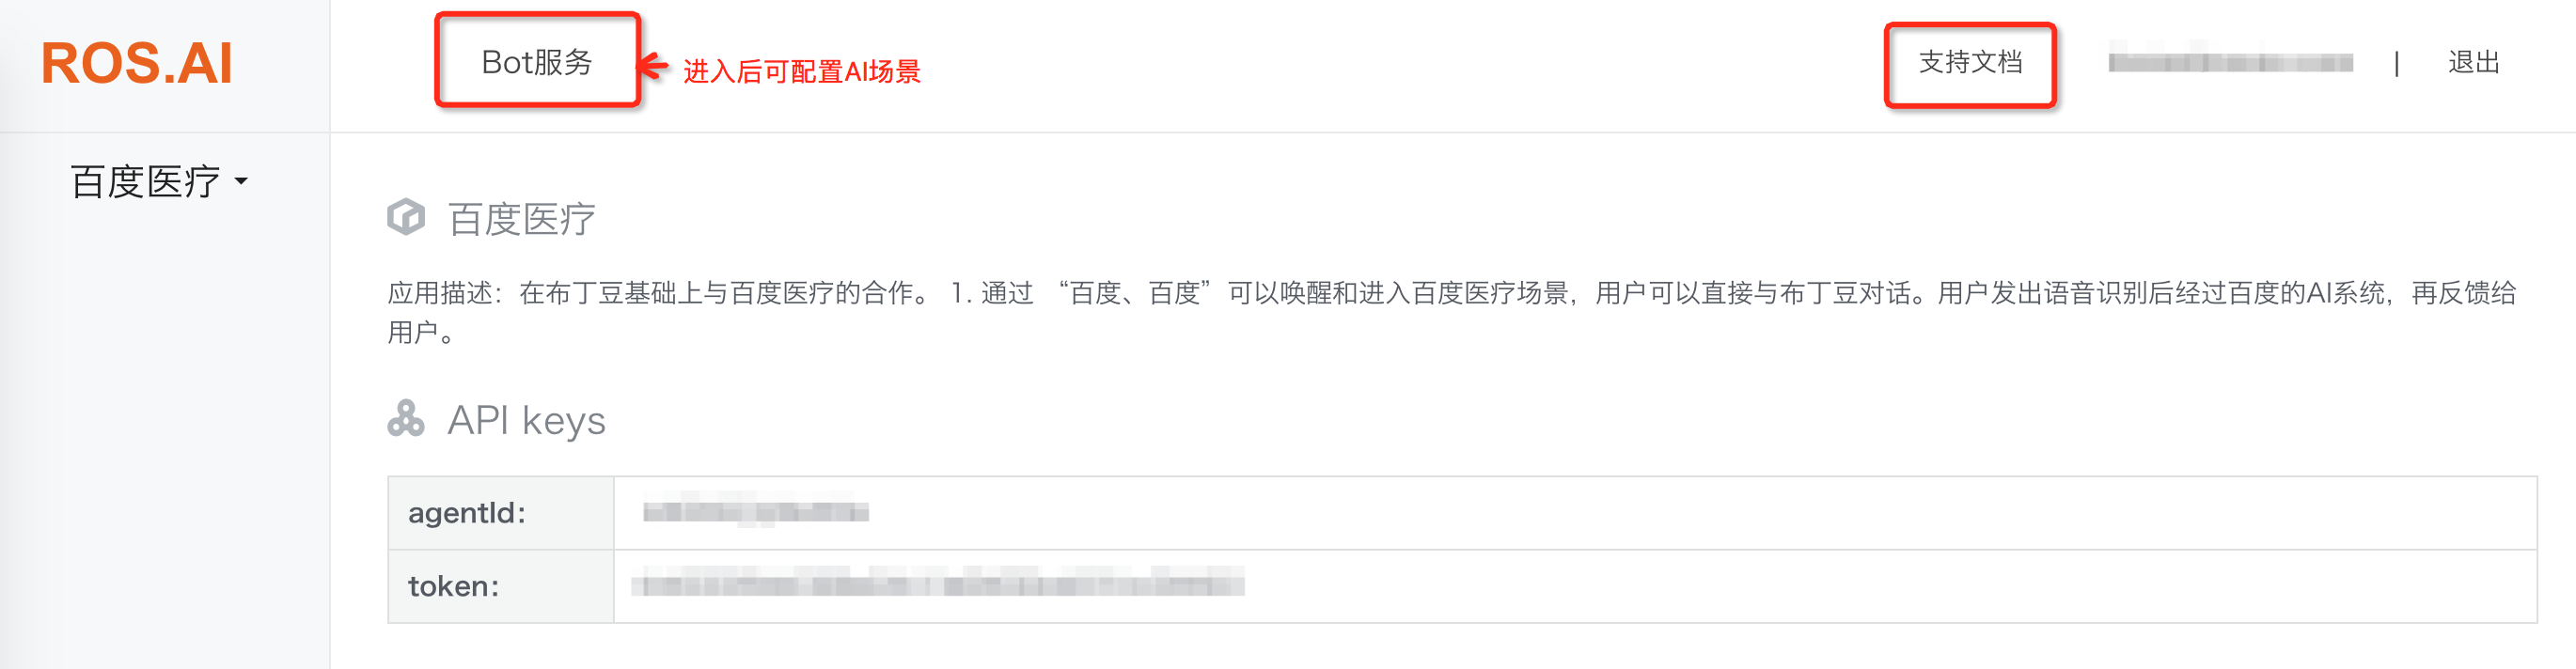 ROS.AI
Bot服务
进入后可配置AI场景
支持文档
|
退出
百度医疗
百度医疗
应用描述：在布丁豆基础上与百度医疗的合作。 1. 通过 “百度、百度”可以唤醒和进入百度医疗场景，用户可以直接与布丁豆对话。用户发出语音识别后经过百度的AI系统，再反馈给
用户。
API keys
agentId:
token: